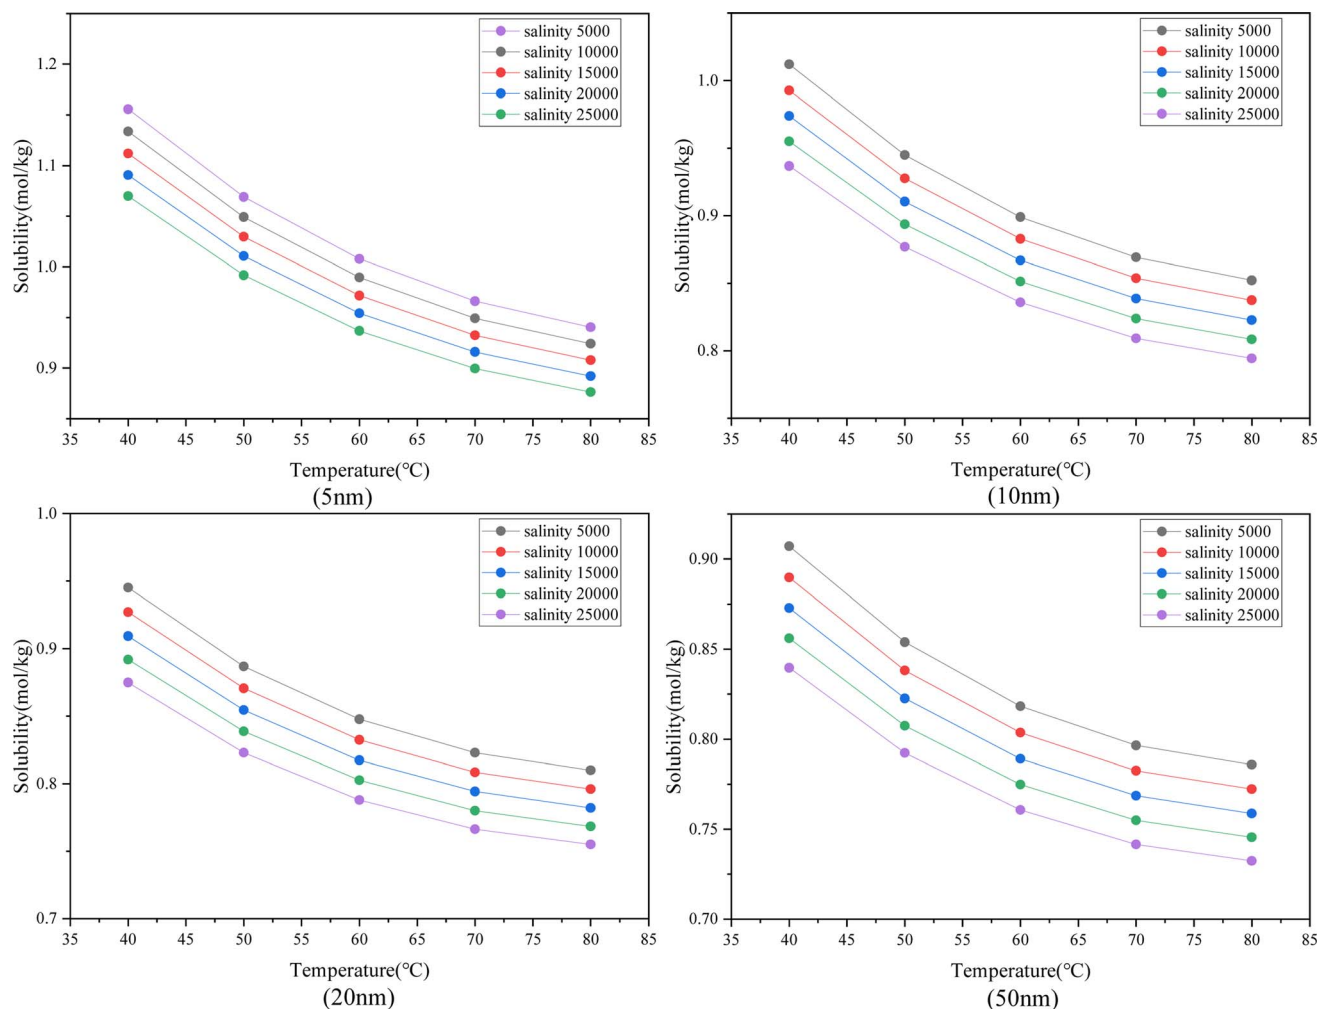 salinity 5000
salinity 10000
salinity 15000
salinity 20000
salinity 25000
1.2
1.1
1.0
0.9
Solubility(mol/kg)
35 40 45 50 55 60 65 70 75 80 85
Temperature(℃)
(5nm)
salinity 5000
salinity 10000
salinity 15000
salinity 20000
salinity 25000
1.0
0.9
0.8
Solubility(mol/kg)
35 40 45 50 55 60 65 70 75 80 85
Temperature(℃)
(10nm)
salinity 5000
salinity 10000
salinity 15000
salinity 20000
salinity 25000
1.0
0.9
0.8
0.7
Solubility(mol/kg)
35 40 45 50 55 60 65 70 75 80 85
Temperature(℃)
(20nm)
salinity 5000
salinity 10000
salinity 15000
salinity 20000
salinity 25000
0.90
0.85
0.80
0.75
0.70
Solubility(mol/kg)
35 40 45 50 55 60 65 70 75 80 85
Temperature(℃)
(50nm)